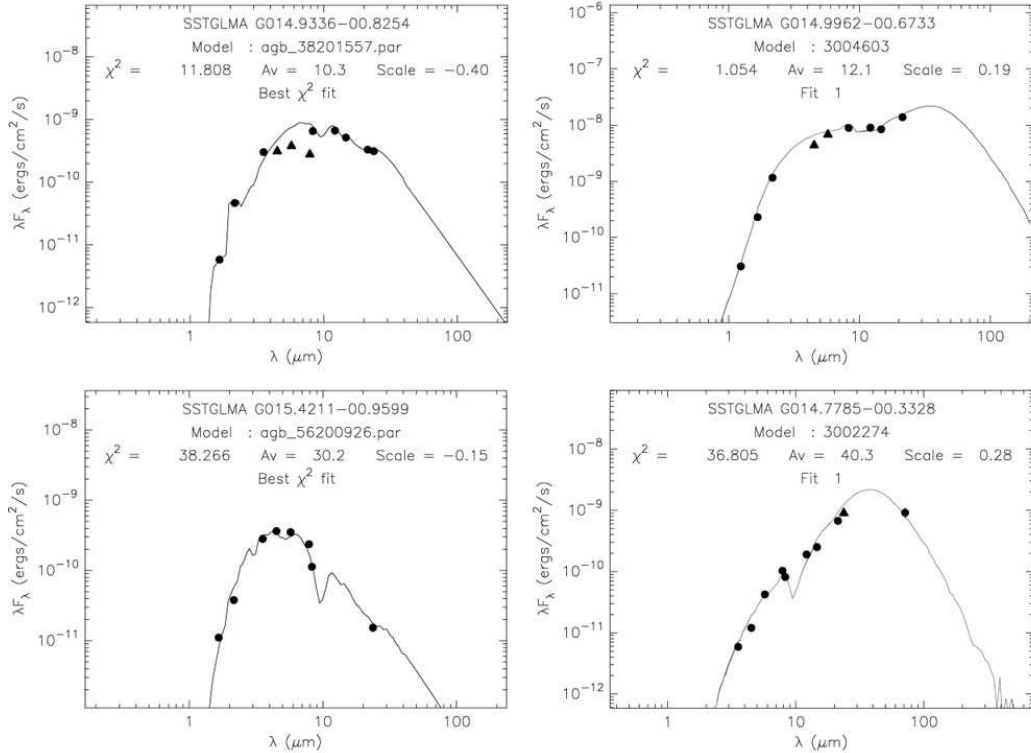 SSTGLMA G014.9336−00.8254
Model : agb_38201557.par
χ² = 11.808 Av = 10.3 Scale = −0.40
Best χ² fit
10⁻⁸
10⁻⁹
10⁻¹⁰
10⁻¹¹
10⁻¹²
λF_λ (ergs/cm²/s)
1 10 100
λ (μm)
SSTGLMA G014.9962−00.6733
Model : 3004603
χ² = 1.054 Av = 12.1 Scale = 0.19
Fit 1
10⁻⁶
10⁻⁷
10⁻⁸
10⁻⁹
10⁻¹⁰
10⁻¹¹
λF_λ (ergs/cm²/s)
1 10 100
λ (μm)
SSTGLMA G015.4211−00.9599
Model : agb_56200926.par
χ² = 38.266 Av = 30.2 Scale = −0.15
Best χ² fit
10⁻⁸
10⁻⁹
10⁻¹⁰
10⁻¹¹
λF_λ (ergs/cm²/s)
1 10 100
λ (μm)
SSTGLMA G014.7785−00.3328
Model : 3002274
χ² = 36.805 Av = 40.3 Scale = 0.28
Fit 1
10⁻⁸
10⁻⁹
10⁻¹⁰
10⁻¹¹
10⁻¹²
λF_λ (ergs/cm²/s)
1 10 100
λ (μm)